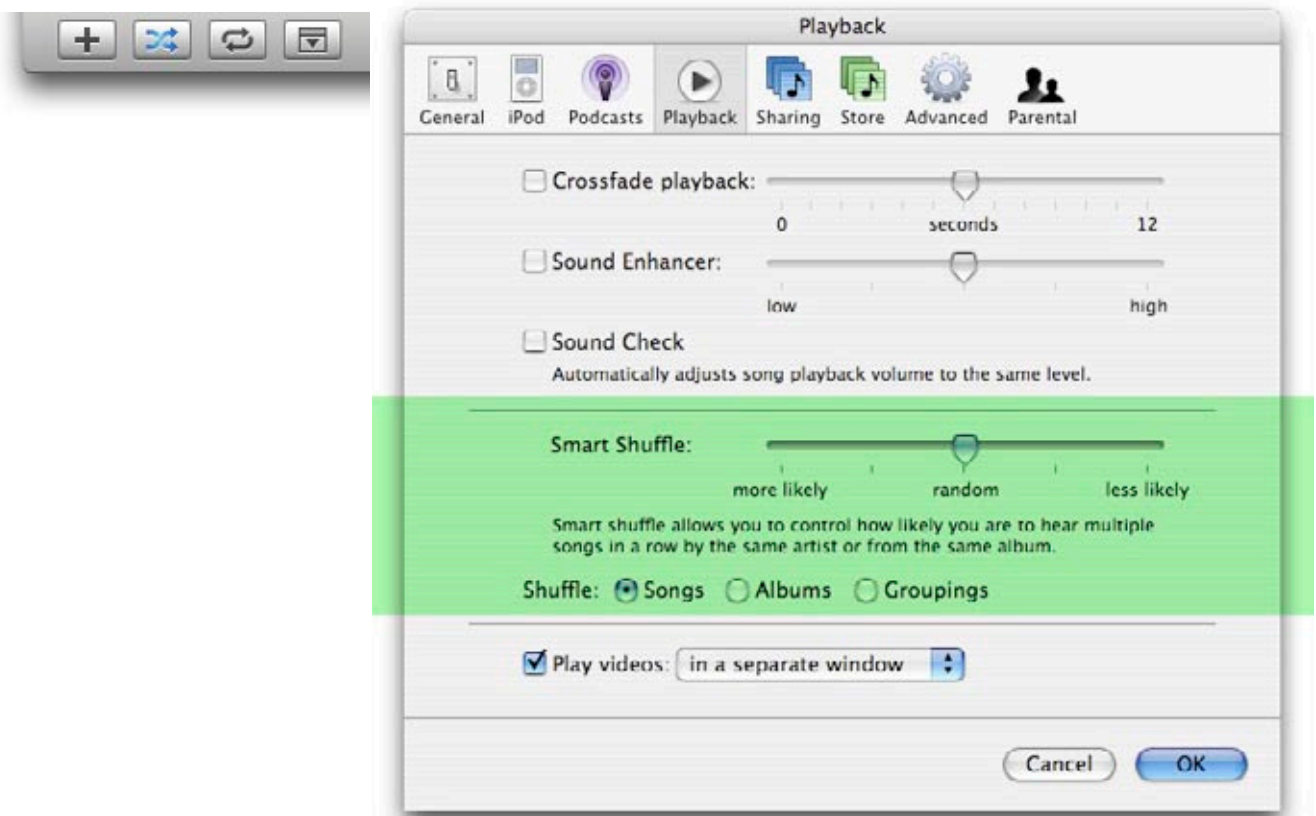 Playback
General iPod Podcasts Playback Sharing Store Advanced Parental
Crossfade playback:
0 seconds 12
Sound Enhancer:
low high
Sound Check
Automatically adjusts song playback volume to the same level.
Smart Shuffle:
more likely random less likely
Smart shuffle allows you to control how likely you are to hear multiple
songs in a row by the same artist or from the same album.
Shuffle: Songs Albums Groupings
Play videos: in a separate window
Cancel OK